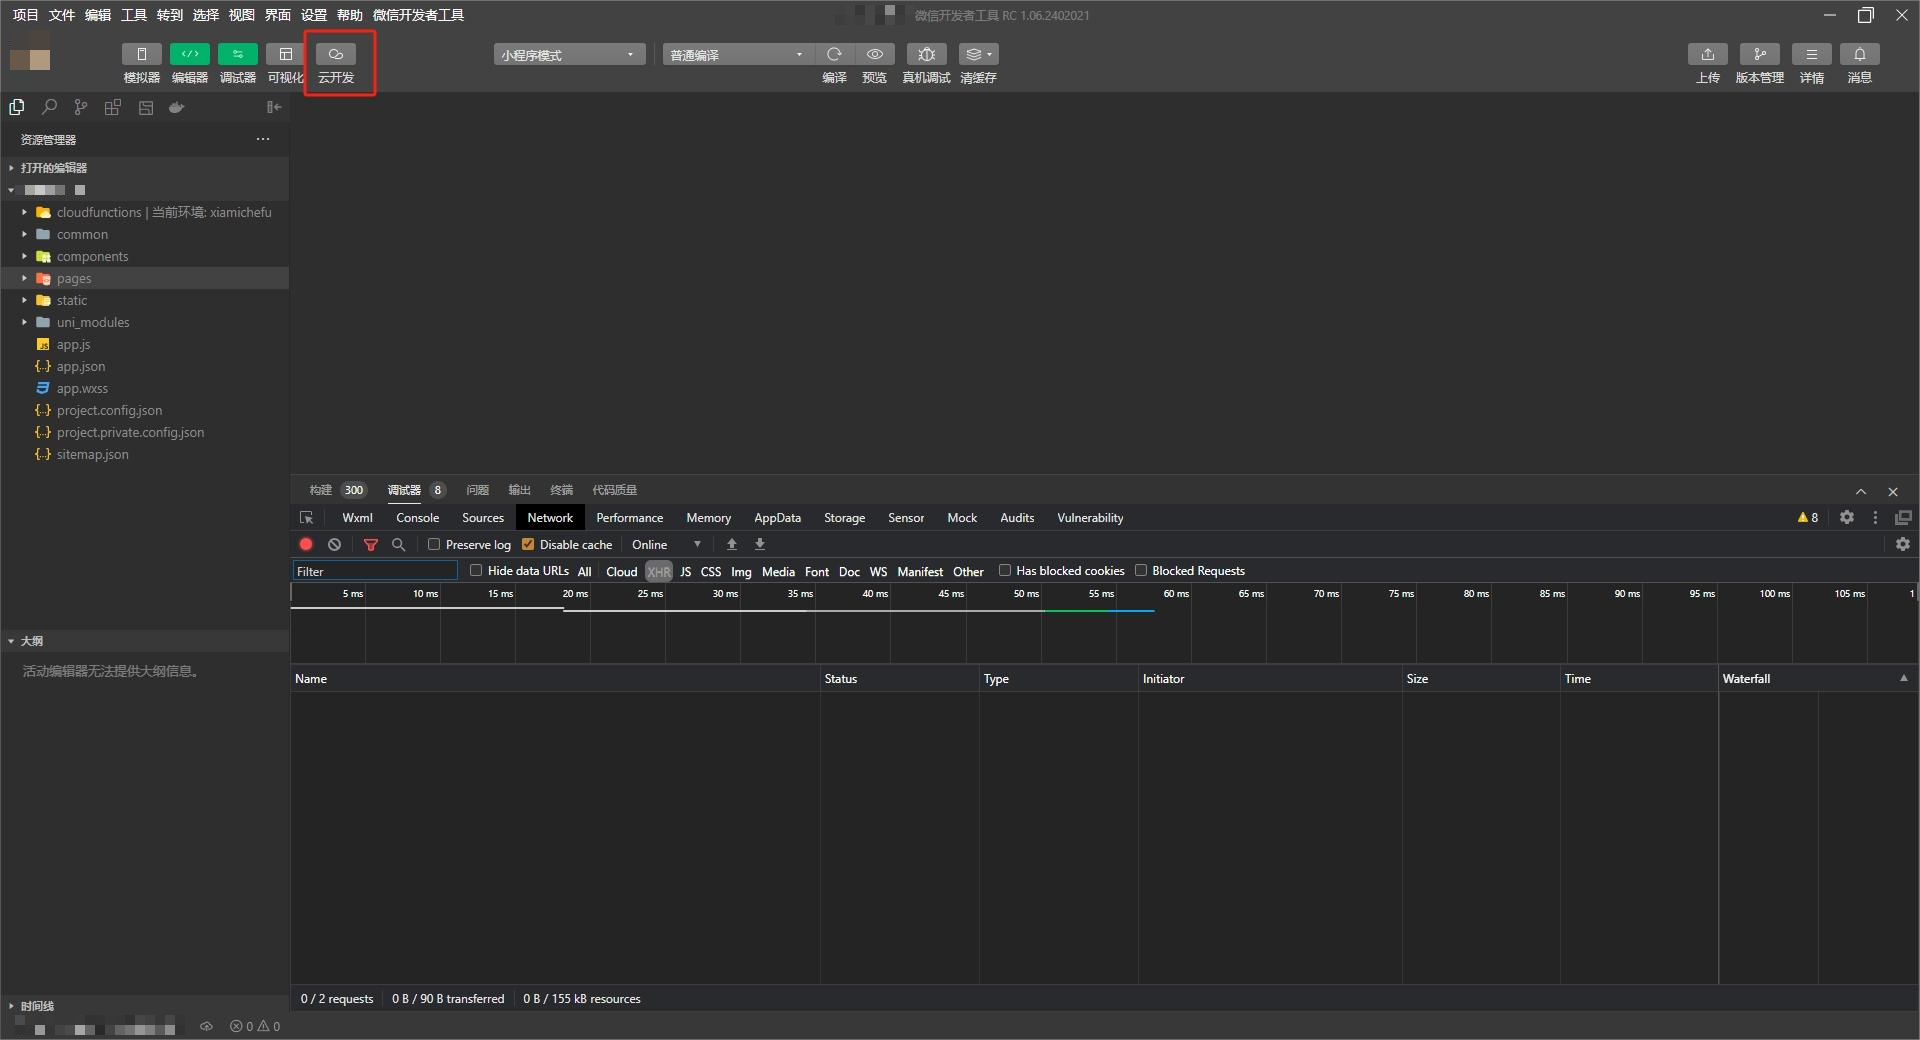 项目 文件 编辑 工具 转到 选择 视图 界面 设置 帮助 微信开发者工具
微信开发者工具 RC 1.06.2402021
模拟器 编辑器 调试器 可视化 云开发
小程序模式 普通编译
编译 预览 真机调试 清缓存
上传 版本管理 详情 消息
资源管理器
打开的编辑器
cloudfunctions | 当前环境: xiamichefu
common
components
pages
static
uni_modules
JS app.js
{..} app.json
app.wxss
{..} project.config.json
{..} project.private.config.json
{..} sitemap.json
大纲
活动编辑器无法提供大纲信息。
时间线
0 0
构建 300 调试器 8 问题 输出 终端 代码质量
Wxml Console Sources Network Performance Memory AppData Storage Sensor Mock Audits Vulnerability 8
Preserve log Disable cache Online
Filter Hide data URLs All Cloud XHR JS CSS Img Media Font Doc WS Manifest Other Has blocked cookies Blocked Requests
5 ms 10 ms 15 ms 20 ms 25 ms 30 ms 35 ms 40 ms 45 ms 50 ms 55 ms 60 ms 65 ms 70 ms 75 ms 80 ms 85 ms 90 ms 95 ms 100 ms 105 ms 1
Name Status Type Initiator Size Time Waterfall
0 / 2 requests 0 B / 90 B transferred 0 B / 155 kB resources